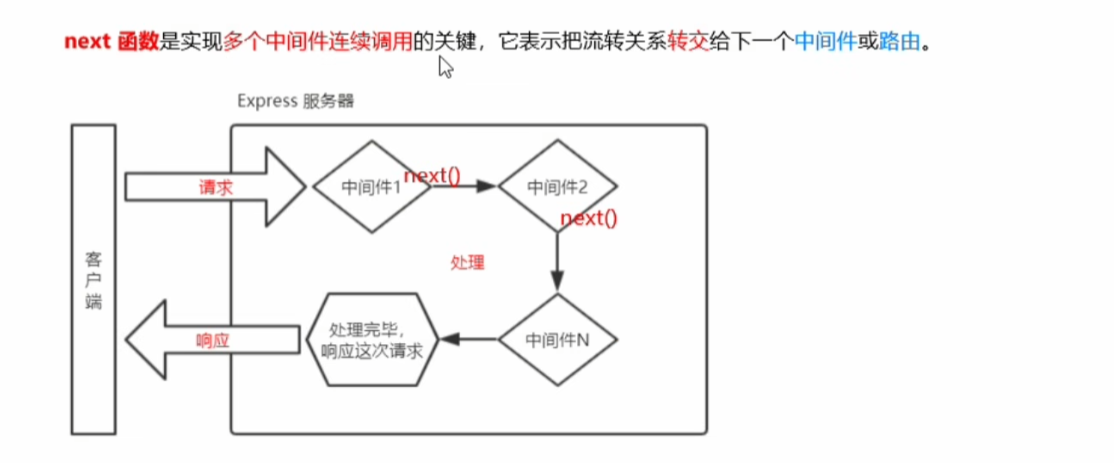 next 函数是实现多个中间件连续调用的关键，它表示把流转关系转交给下一个中间件或路由。
Express 服务器
客户端
请求
中间件1
next()
中间件2
next()
处理
响应
处理完毕，
响应这次请求
中间件N